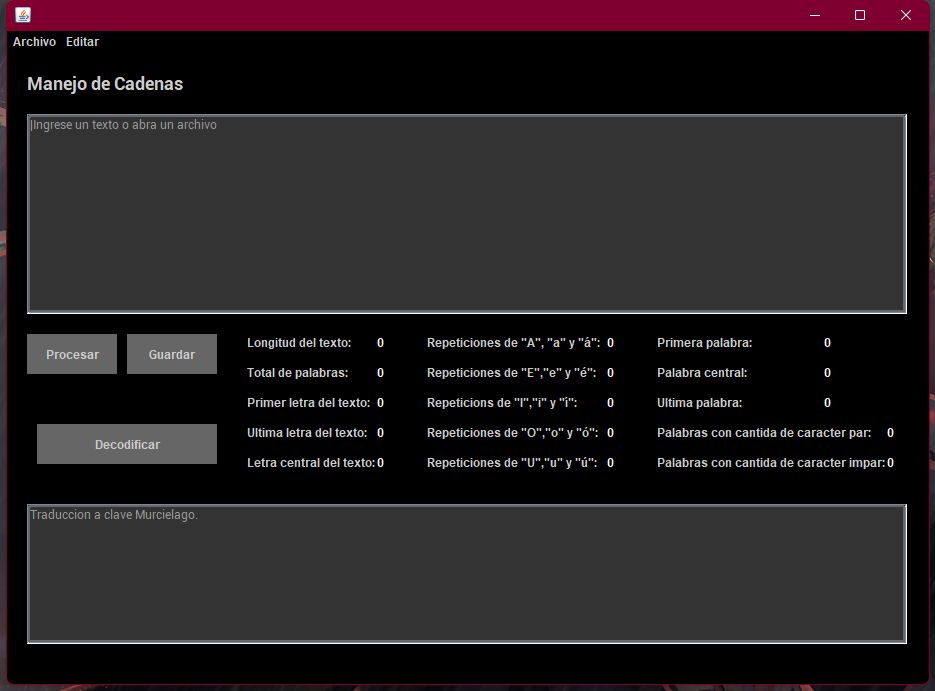 Archivo Editar
Manejo de Cadenas
Ingrese un texto o abra un archivo
Procesar Guardar
Decodificar
Longitud del texto: 0
Total de palabras: 0
Primer letra del texto: 0
Ultima letra del texto: 0
Letra central del texto: 0
Repeticiones de "A", "a" y "á": 0
Repeticiones de "E","e" y "é": 0
Repeticions de "I","i" y "í": 0
Repeticiones de "O","o" y "ó": 0
Repeticiones de "U","u" y "ú": 0
Primera palabra: 0
Palabra central: 0
Ultima palabra: 0
Palabras con cantida de caracter par: 0
Palabras con cantida de caracter impar: 0
Traduccion a clave Murcielago.